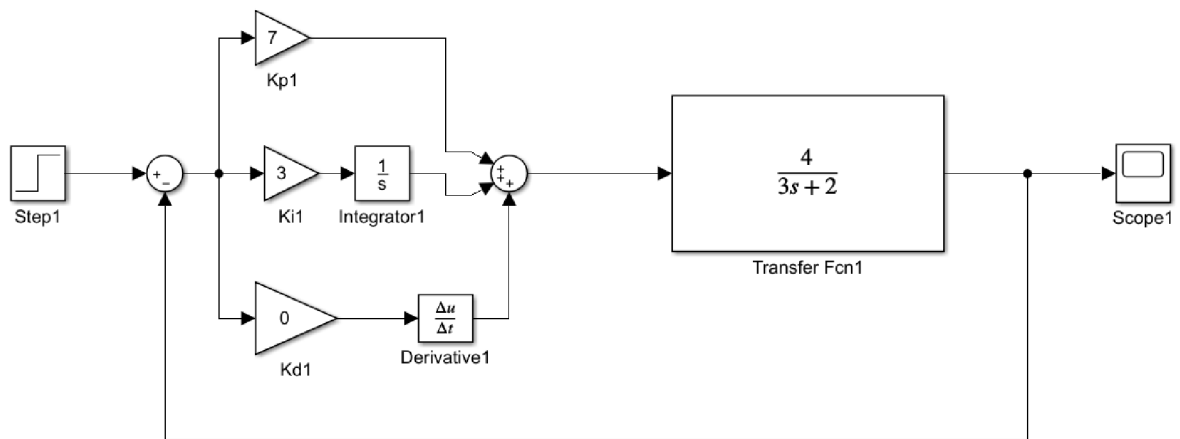 7
Kp1
+
−
3
Ki1
1
s
Integrator1
+
+
+
4
3s + 2
Transfer Fcn1
Step1
Scope1
0
Kd1
Δu
Δt
Derivative1